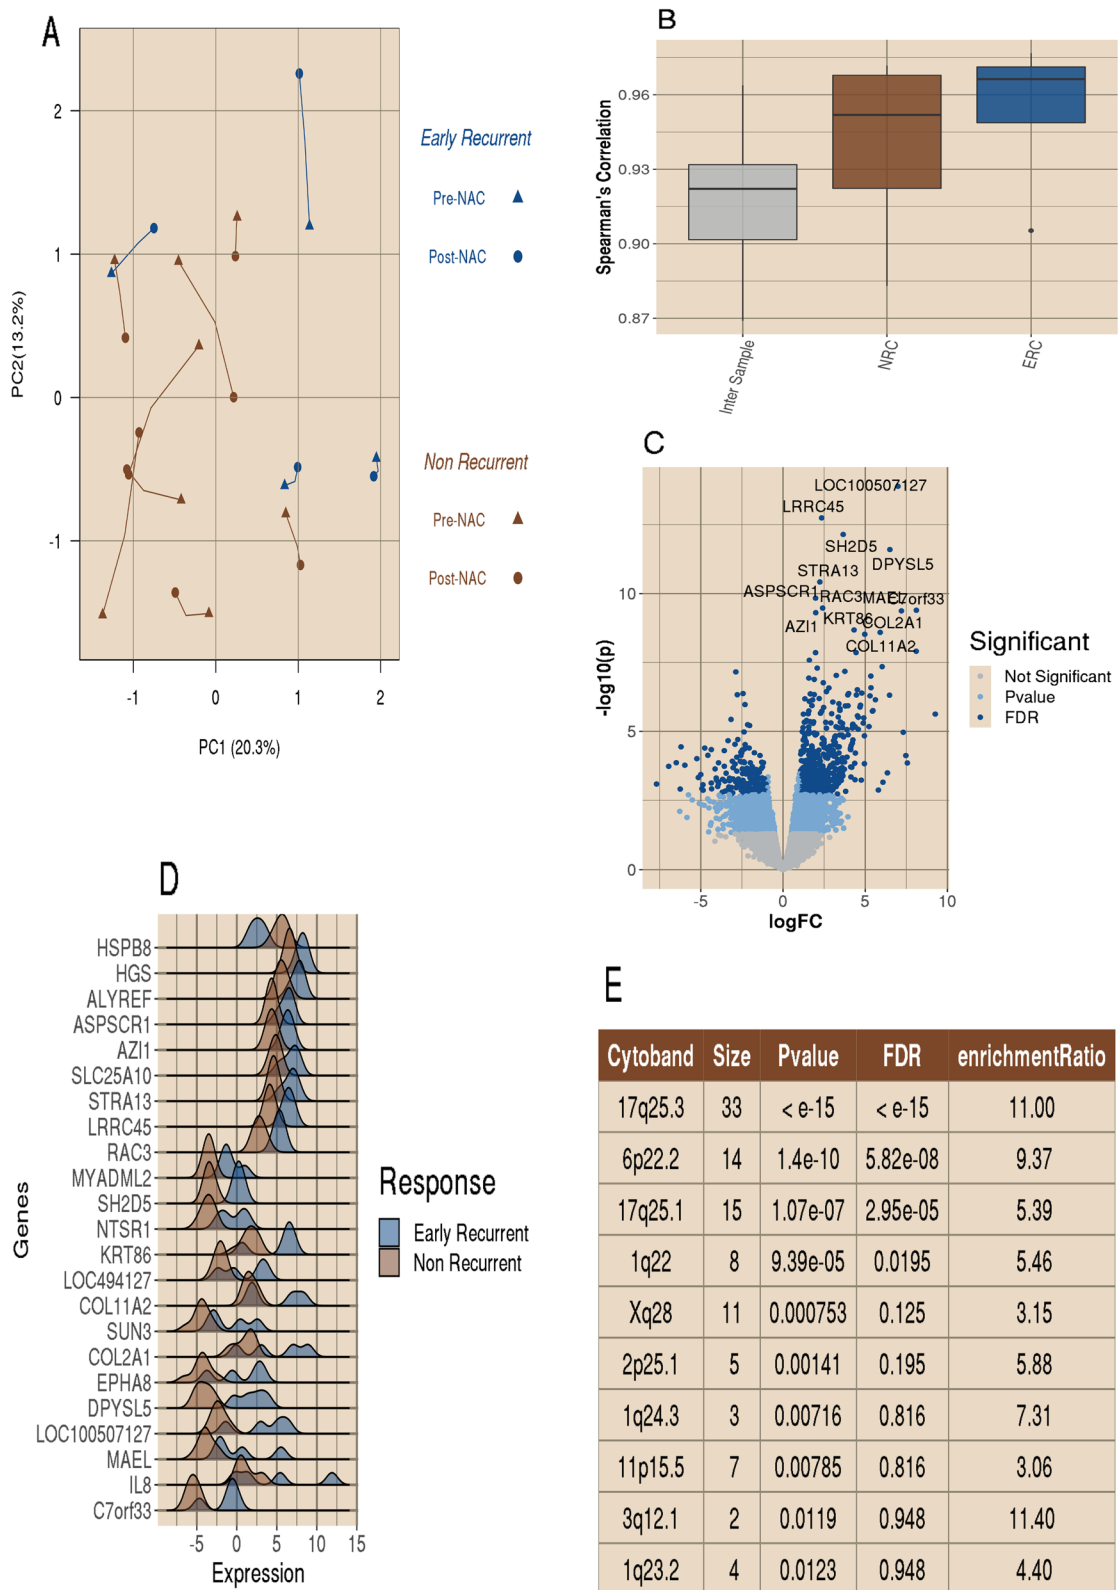 A
2
1
0
-1
-1
0
1
2
PC2(13.2%)
PC1 (20.3%)
Early Recurrent
Pre-NAC
Post-NAC
Non Recurrent
Pre-NAC
Post-NAC
B
0.96
0.93
0.90
0.87
Spearman's Correlation
Inter Sample
NRC
ERC
C
LOC100507127
LRRC45
SH2D5
DPYSL5
STRA13
ASPSCR1
RAC3
MAEL
C7orf33
KRT86
COL2A1
AZI1
COL11A2
10
5
0
-5
0
5
10
-log10(p)
logFC
Significant
Not Significant
Pvalue
FDR
D
HSPB8
HGS
ALYREF
ASPSCR1
AZI1
SLC25A10
STRA13
LRRC45
RAC3
MYADML2
SH2D5
NTSR1
KRT86
LOC494127
COL11A2
SUN3
COL2A1
EPHA8
DPYSL5
LOC100507127
MAEL
IL8
C7orf33
Genes
-5
0
5
10
15
Expression
Response
Early Recurrent
Non Recurrent
E
Cytoband Size Pvalue FDR enrichmentRatio
17q25.3 33 < e-15 < e-15 11.00
6p22.2 14 1.4e-10 5.82e-08 9.37
17q25.1 15 1.07e-07 2.95e-05 5.39
1q22 8 9.39e-05 0.0195 5.46
Xq28 11 0.000753 0.125 3.15
2p25.1 5 0.00141 0.195 5.88
1q24.3 3 0.00716 0.816 7.31
11p15.5 7 0.00785 0.816 3.06
3q12.1 2 0.0119 0.948 11.40
1q23.2 4 0.0123 0.948 4.40